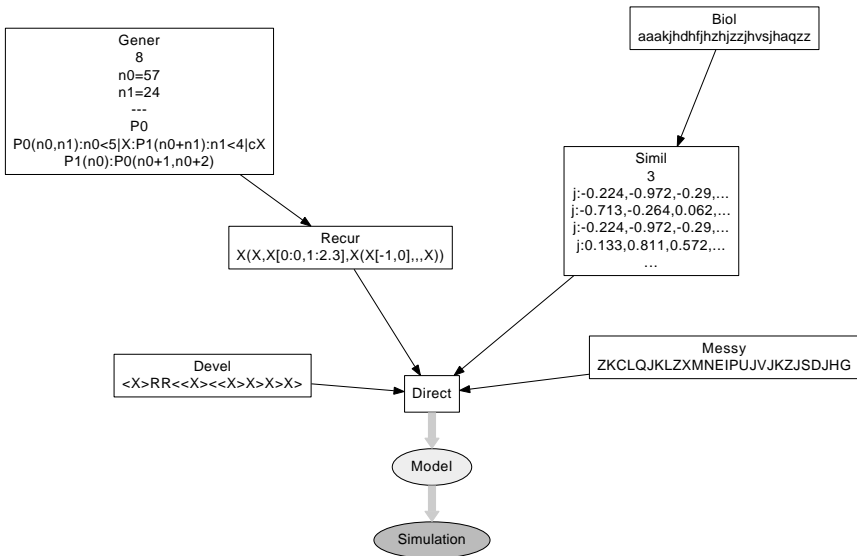 Gener
8
n0=57
n1=24
---
P0
P0(n0,n1):n0<5|X:P1(n0+n1):n1<4|cX
P1(n0):P0(n0+1,n0+2)
Biol
aaakjhdhfjhzhjzzjhvsjhaqzz
Simil
3
j:-0.224,-0.972,-0.29,...
j:-0.713,-0.264,0.062,...
j:-0.224,-0.972,-0.29,...
j:0.133,0.811,0.572,...
...
Recur
X(X,X[0:0,1:2.3],X(X[-1,0],,,X))
Devel
<X>RR<<X><<X>X>X>X>
Messy
ZKCLQJKLZXMNEIPUJVJKZJSDJHG
Direct
Model
Simulation